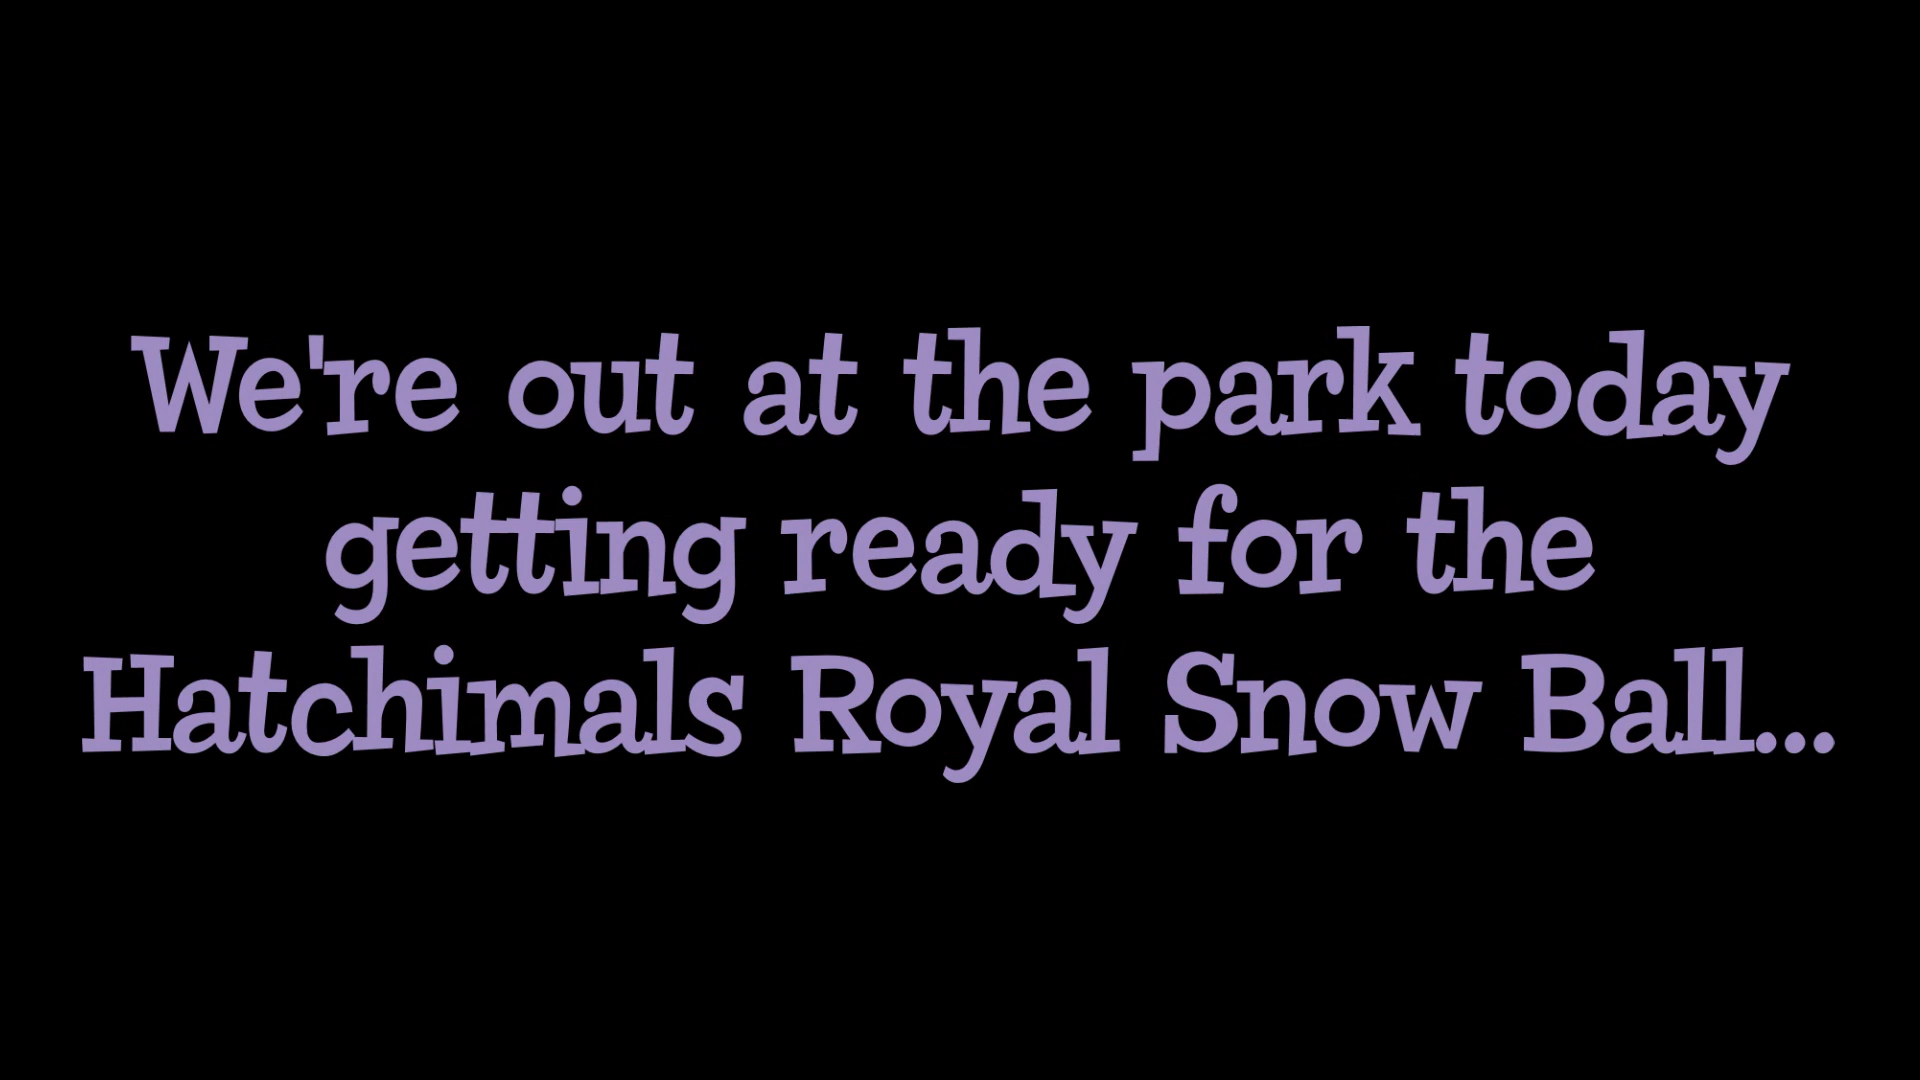 We're out at the park today
getting ready for the
Hatchimals Royal Snow Ball...